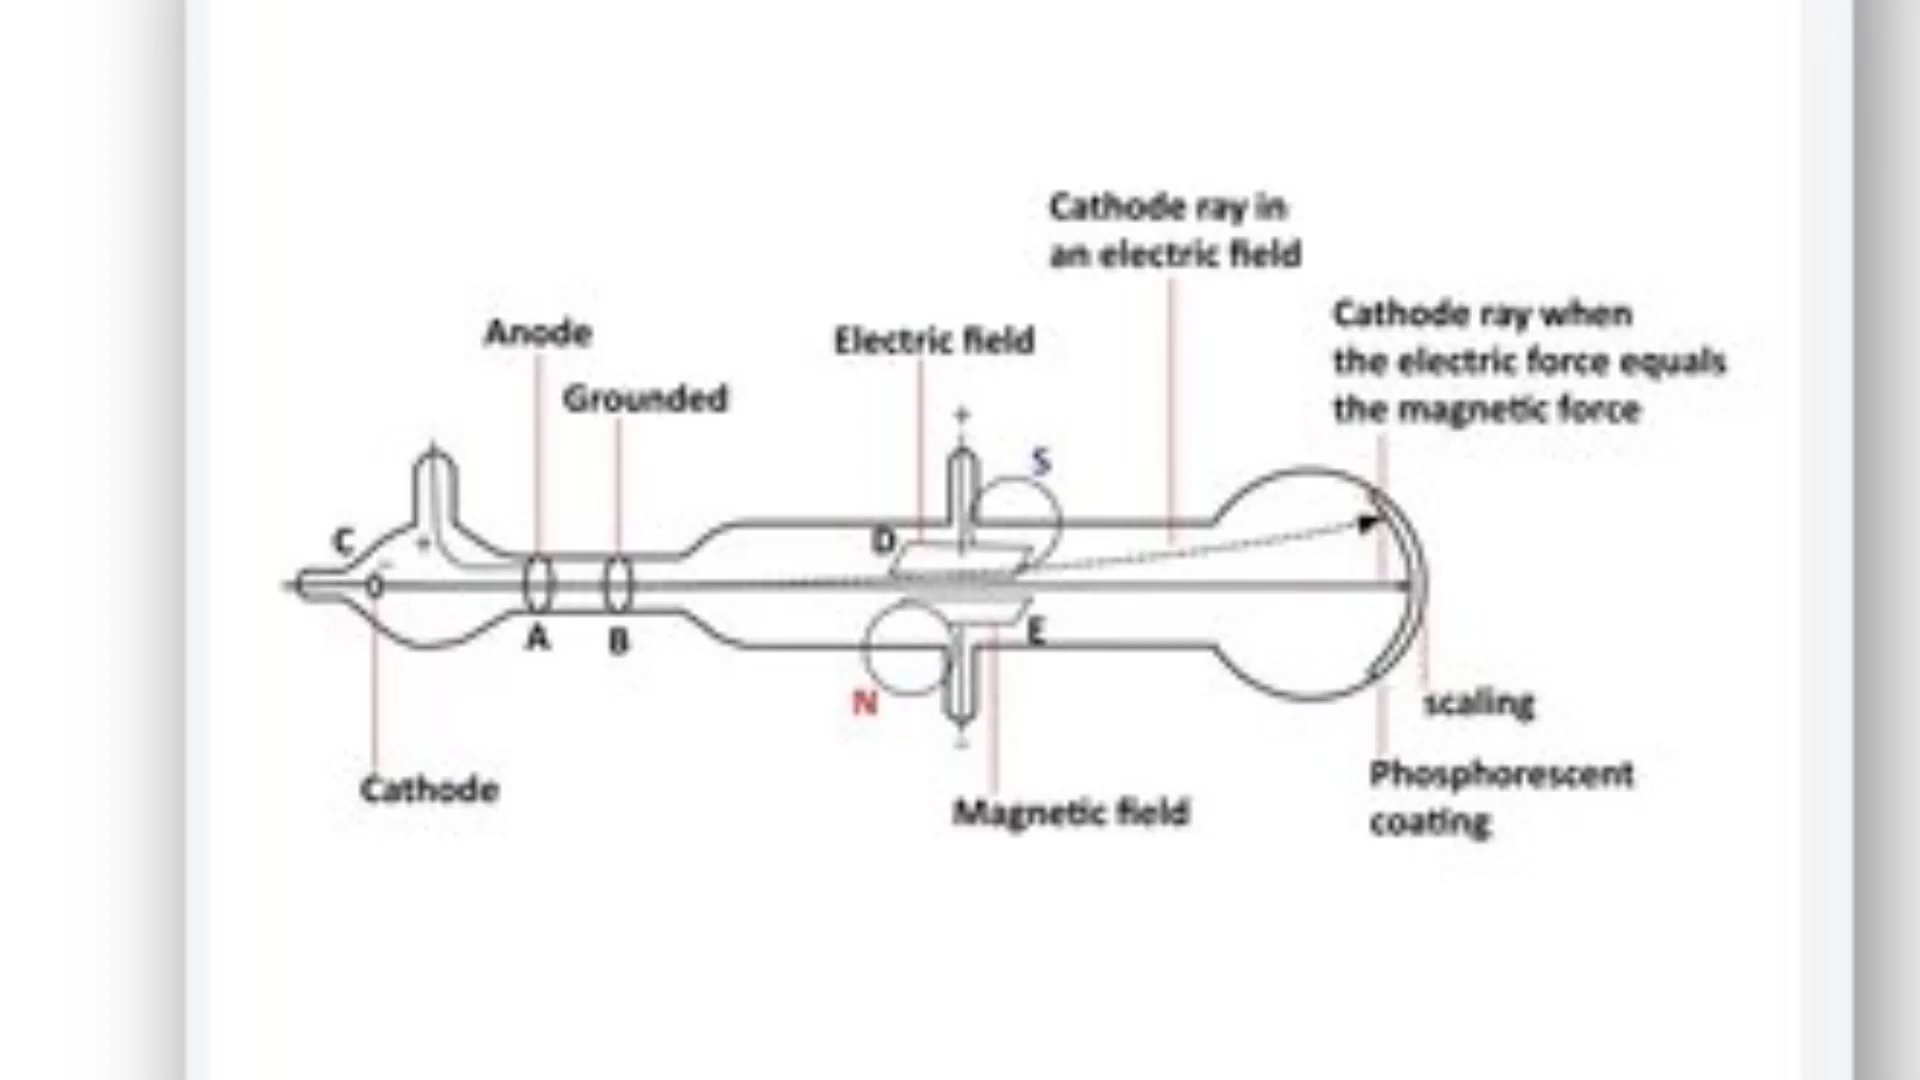 Cathode ray in
an electric field
Cathode ray when
the electric force equals
the magnetic force
Anode
Electric field
Grounded
+
S
C
+
-
D
A
B
E
N
-
scaling
Cathode
Phosphorescent
coating
Magnetic field